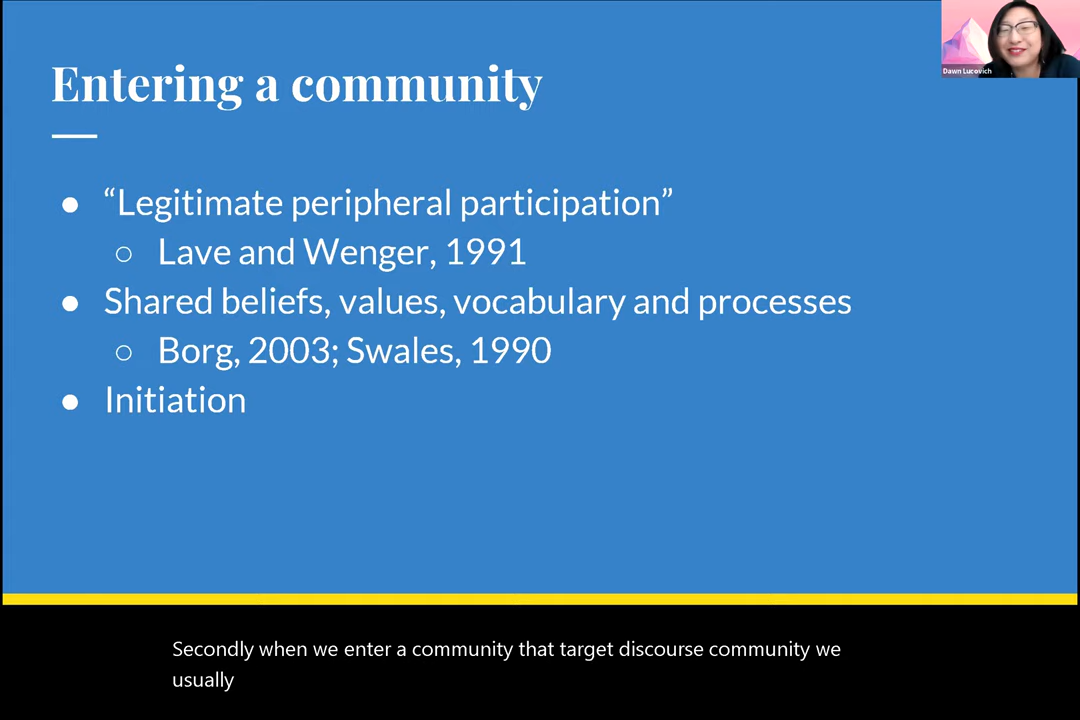 Entering a community
Dawn Lucovich
● “Legitimate peripheral participation”
○ Lave and Wenger, 1991
● Shared beliefs, values, vocabulary and processes
○ Borg, 2003; Swales, 1990
● Initiation
Secondly when we enter a community that target discourse community we
usually